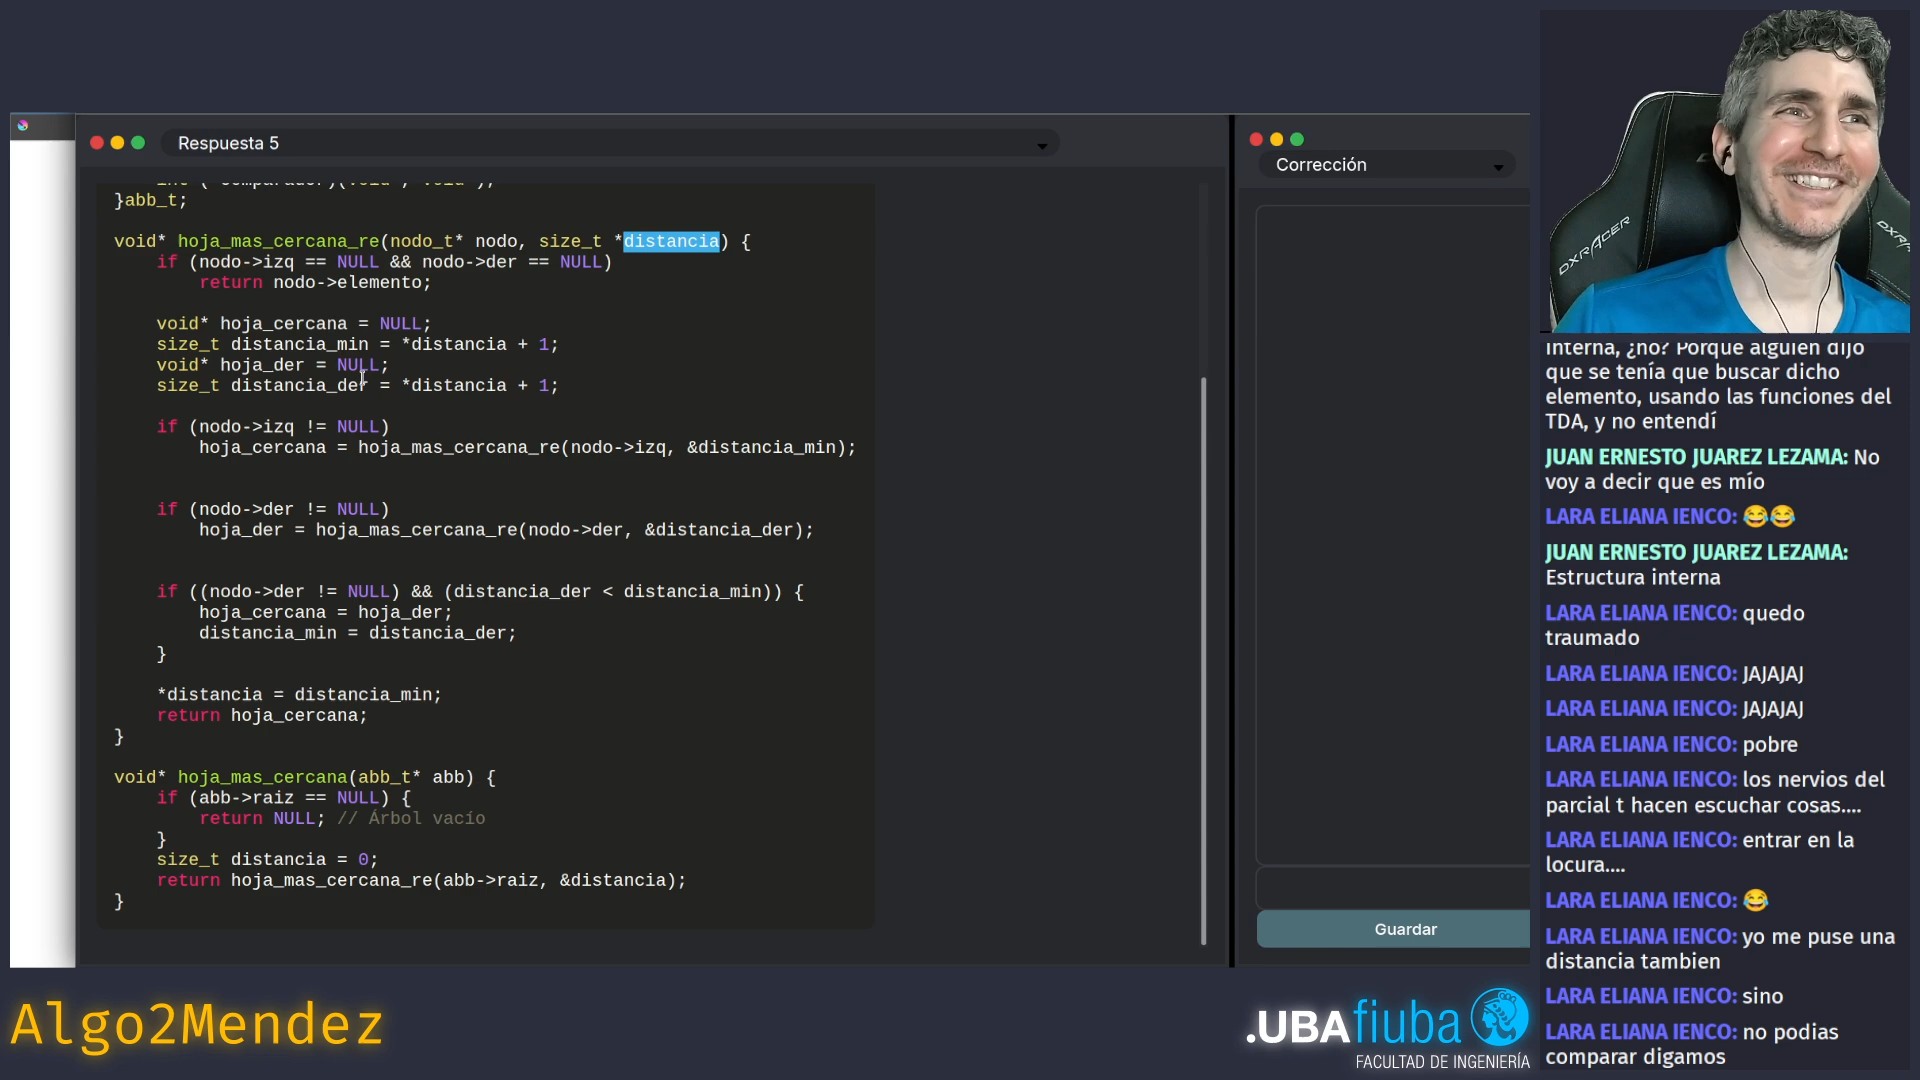 Respuesta 5
}abb_t;
void* hoja_mas_cercana_re(nodo_t* nodo, size_t *distancia) {
if (nodo->izq == NULL && nodo->der == NULL)
return nodo->elemento;
void* hoja_cercana = NULL;
size_t distancia_min = *distancia + 1;
void* hoja_der = NULL;
size_t distancia_der = *distancia + 1;
if (nodo->izq != NULL)
hoja_cercana = hoja_mas_cercana_re(nodo->izq, &distancia_min);
if (nodo->der != NULL)
hoja_der = hoja_mas_cercana_re(nodo->der, &distancia_der);
if ((nodo->der != NULL) && (distancia_der < distancia_min)) {
hoja_cercana = hoja_der;
distancia_min = distancia_der;
}
*distancia = distancia_min;
return hoja_cercana;
}
void* hoja_mas_cercana(abb_t* abb) {
if (abb->raiz == NULL) {
return NULL; // Árbol vacío
}
size_t distancia = 0;
return hoja_mas_cercana_re(abb->raiz, &distancia);
}
Corrección
Guardar
DXRACER
interna, ¿no? Porque alguien dijo
que se tenía que buscar dicho
elemento, usando las funciones del
TDA, y no entendí
JUAN ERNESTO JUAREZ LEZAMA: No
voy a decir que es mío
LARA ELIANA IENCO: 😂😂
JUAN ERNESTO JUAREZ LEZAMA:
Estructura interna
LARA ELIANA IENCO: quedo
traumado
LARA ELIANA IENCO: JAJAJAJ
LARA ELIANA IENCO: JAJAJAJ
LARA ELIANA IENCO: pobre
LARA ELIANA IENCO: los nervios del
parcial t hacen escuchar cosas....
LARA ELIANA IENCO: entrar en la
locura....
LARA ELIANA IENCO: 😂
LARA ELIANA IENCO: yo me puse una
distancia tambien
LARA ELIANA IENCO: sino
LARA ELIANA IENCO: no podias
comparar digamos
Algo2Mendez
.UBAfiuba
FACULTAD DE INGENIERÍA